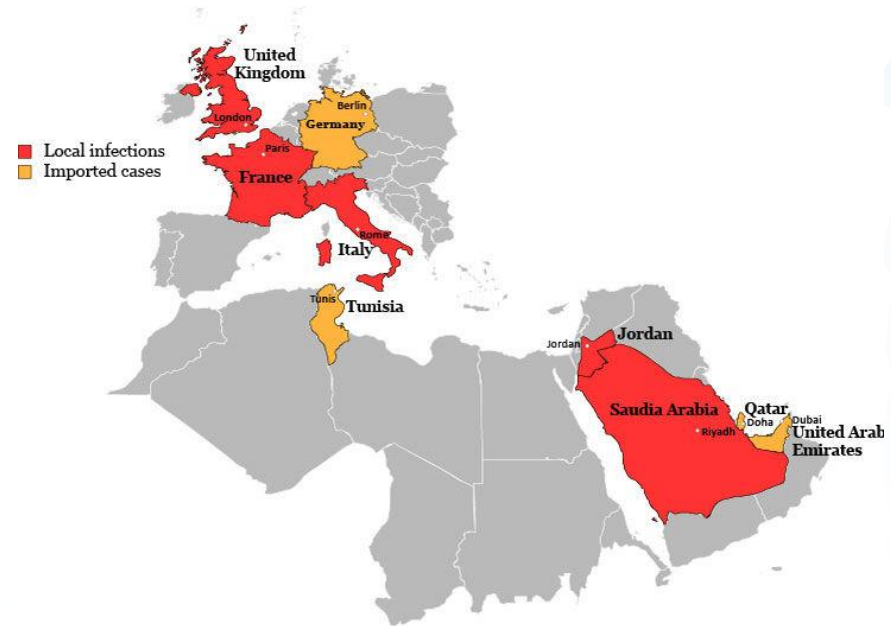 United
Kingdom
London
Berlin
Germany
Local infections
Imported cases
Paris
France
Rome
Italy
Tunis
Tunisia
Jordan
Jordan
Saudia Arabia
Riyadh
Qatar
Doha
Dubai
United Arab
Emirates